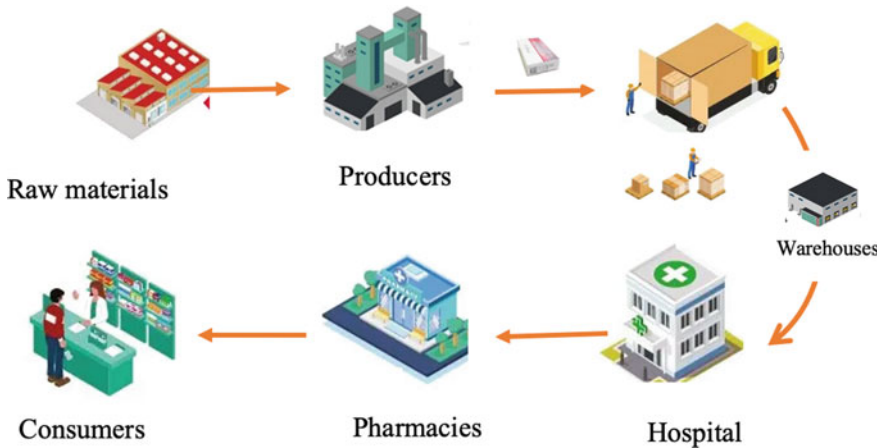 Raw materials
Producers
Warehouses
Consumers
Pharmacies
Hospital